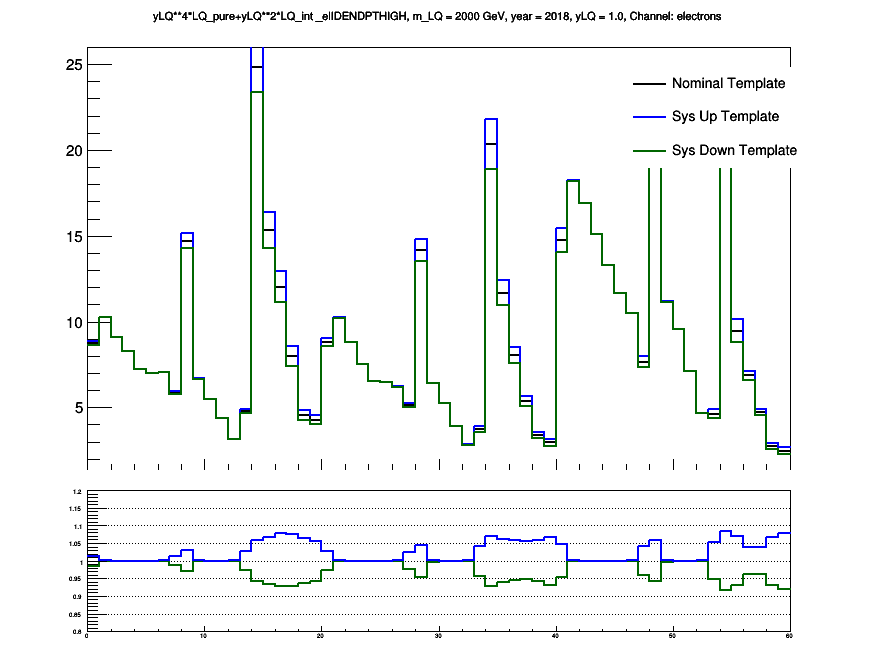 yLQ**4*LQ_pure+yLQ**2*LQ_int_ellDENDPTHIGH, m_LQ = 2000 GeV, year = 2018, yLQ = 1.0, Channel: electrons
25
Nominal Template
Sys Up Template
20
Sys Down Template
15
10
5
1.2
1.15
1.1
1.05
1
0.95
0.9
0.85
0.8
0 10 20 30 40 50 60